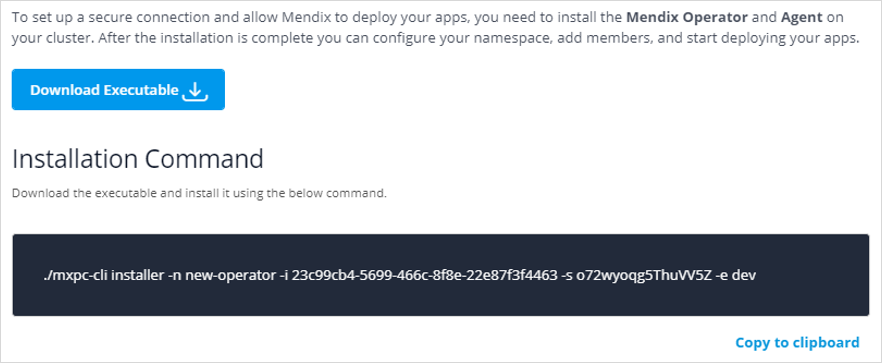 To set up a secure connection and allow Mendix to deploy your apps, you need to install the Mendix Operator and Agent on
your cluster. After the installation is complete you can configure your namespace, add members, and start deploying your apps.
Download Executable
Installation Command
Download the executable and install it using the below command.
./mxpc-cli installer -n new-operator -i 23c99cb4-5699-466c-8f8e-22e87f3f4463 -s o72wyoqg5ThuVV5Z -e dev
Copy to clipboard